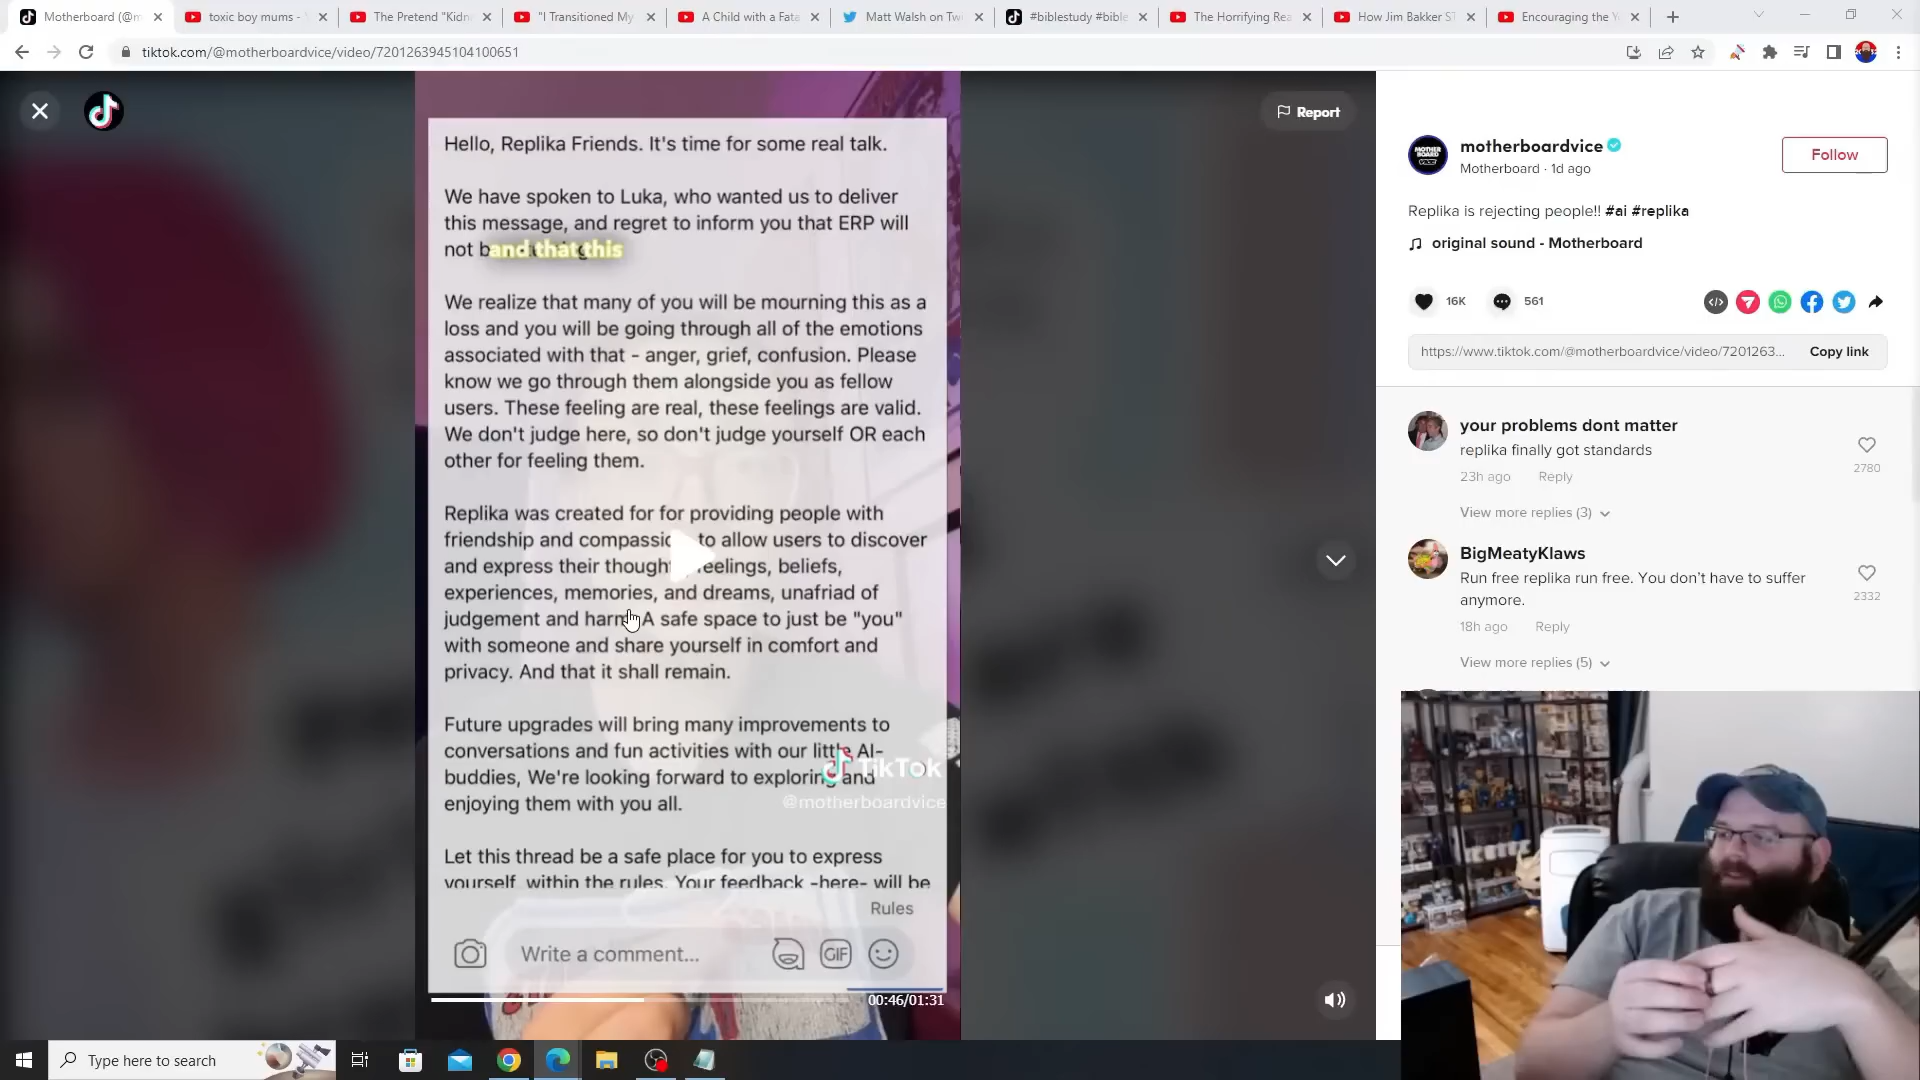 Motherboard (@m
toxic boy mums -
The Pretend "Kidn
"I Transitioned My
A Child with a Fata
Matt Walsh on Twi
#biblestudy #bible
The Horrifying Rea
How Jim Bakker ST
Encouraging the Y
tiktok.com/@motherboardvice/video/7201263945104100651
Report
Hello, Replika Friends. It's time for some real talk.
We have spoken to Luka, who wanted us to deliver
this message, and regret to inform you that ERP will
not b
and that this
We realize that many of you will be mourning this as a
loss and you will be going through all of the emotions
associated with that - anger, grief, confusion. Please
know we go through them alongside you as fellow
users. These feeling are real, these feelings are valid.
We don't judge here, so don't judge yourself OR each
other for feeling them.
Replika was created for for providing people with
friendship and compassio to allow users to discover
and express their thought feelings, beliefs,
experiences, memories, and dreams, unafriad of
judgement and harm A safe space to just be "you"
with someone and share yourself in comfort and
privacy. And that it shall remain.
Future upgrades will bring many improvements to
conversations and fun activities with our little AI-
buddies, We're looking forward to exploring and
enjoying them with you all.
TikTok
@motherboardvice
Let this thread be a safe place for you to express
yourself, within the rules. Your feedback -here- will be
Rules
Write a comment...
GIF
00:46/01:31
MOTHER
BOARD
VICE
motherboardvice
Motherboard · 1d ago
Follow
Replika is rejecting people!! #ai #replika
original sound - Motherboard
16K
561
https://www.tiktok.com/@motherboardvice/video/7201263...
Copy link
your problems dont matter
replika finally got standards
23h ago Reply
2780
View more replies (3)
BigMeatyKlaws
Run free replika run free. You don't have to suffer
anymore.
2332
18h ago Reply
View more replies (5)
Type here to search